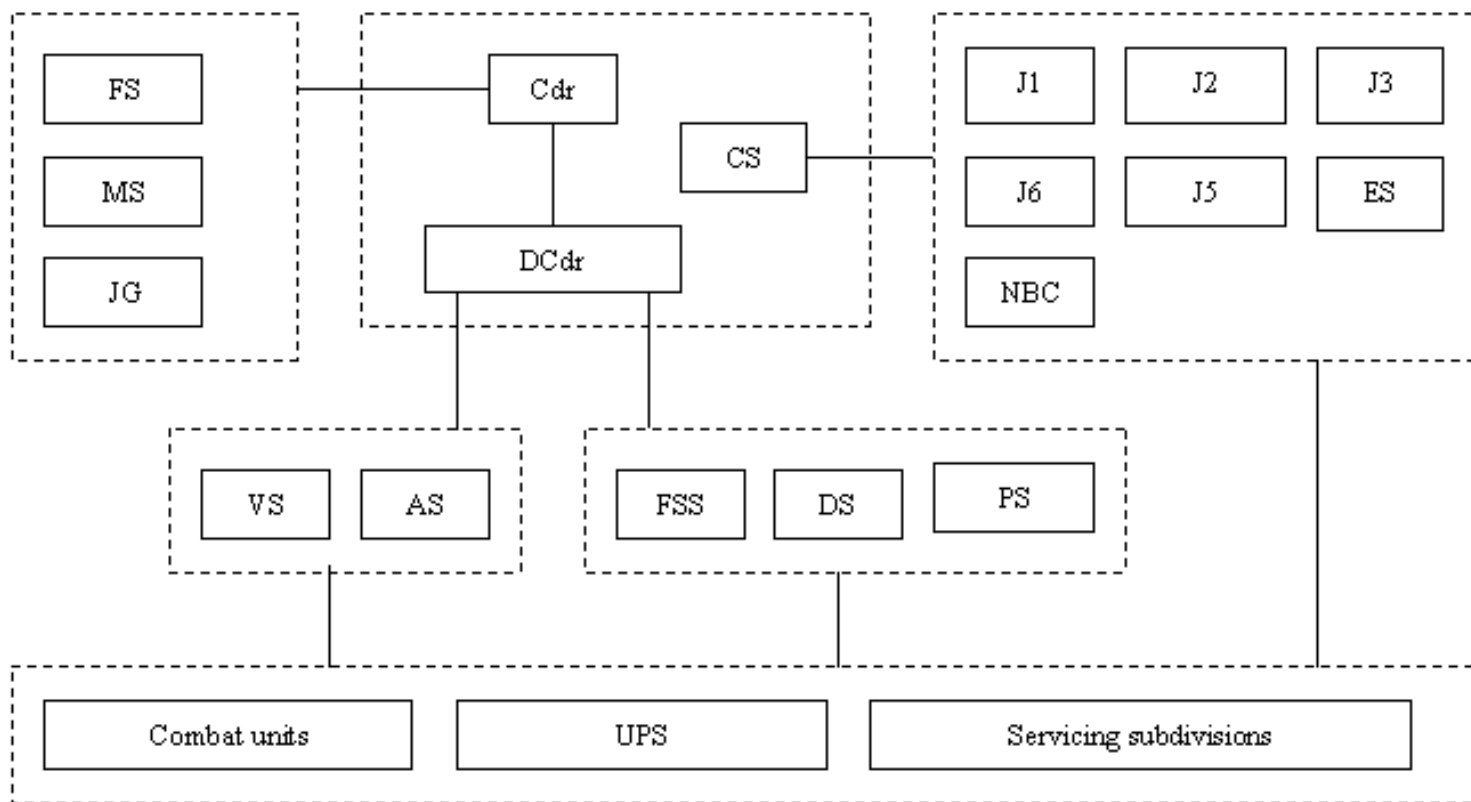 FS
MS
JG
Cdr
CS
DCdr
J1
J2
J3
J6
J5
ES
NBC
VS
AS
FSS
DS
PS
Combat units
UPS
Servicing subdivisions